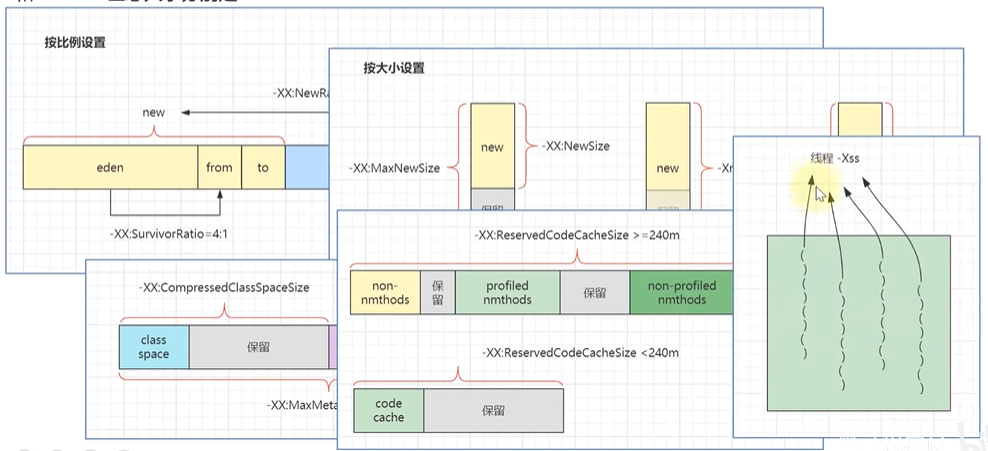 按比例设置
new
-XX:NewRa
eden
from
to
-XX:SurvivorRatio=4:1
按大小设置
-XX:MaxNewSize
new
-XX:NewSize
保留
new
-Xr
保留
线程 -Xss
-XX:CompressedClassSpaceSize
class space
保留
-XX:MaxMeta
-XX:ReservedCodeCacheSize >=240m
non-
nmthods
保
留
profiled
nmthods
保留
non-profiled
nmthods
-XX:ReservedCodeCacheSize <240m
code
cache
保留